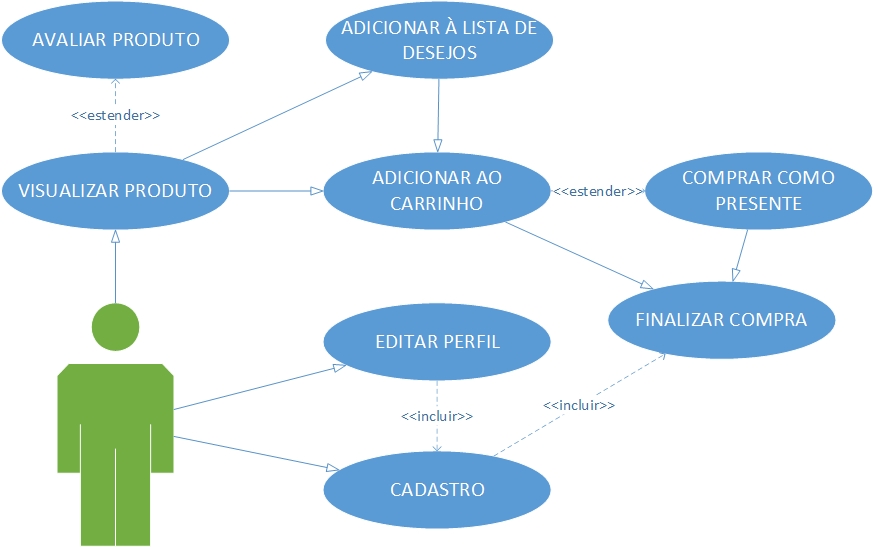 AVALIAR PRODUTO
ADICIONAR À LISTA DE
DESEJOS
<<estender>>
VISUALIZAR PRODUTO
ADICIONAR AO
CARRINHO
<<estender>>
COMPRAR COMO
PRESENTE
EDITAR PERFIL
FINALIZAR COMPRA
<<incluir>>
<<incluir>>
CADASTRO